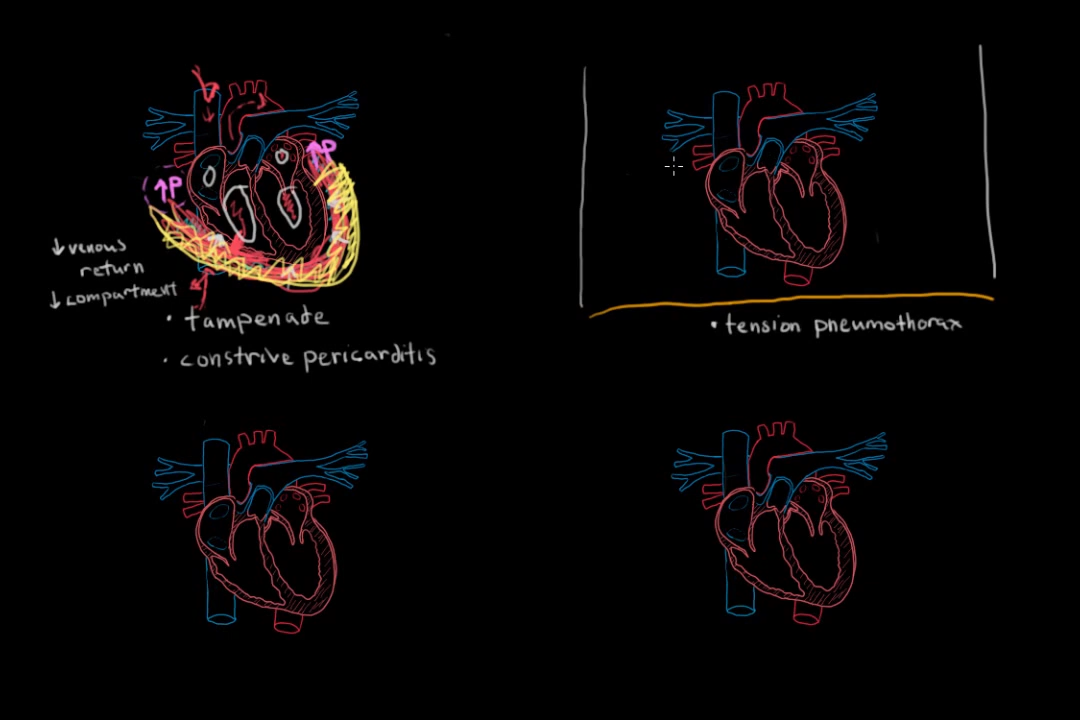 ↑P
↑P
↓ venous
return
↓ compartment
• tampenade
• constrive pericarditis
• tension pneumothorax